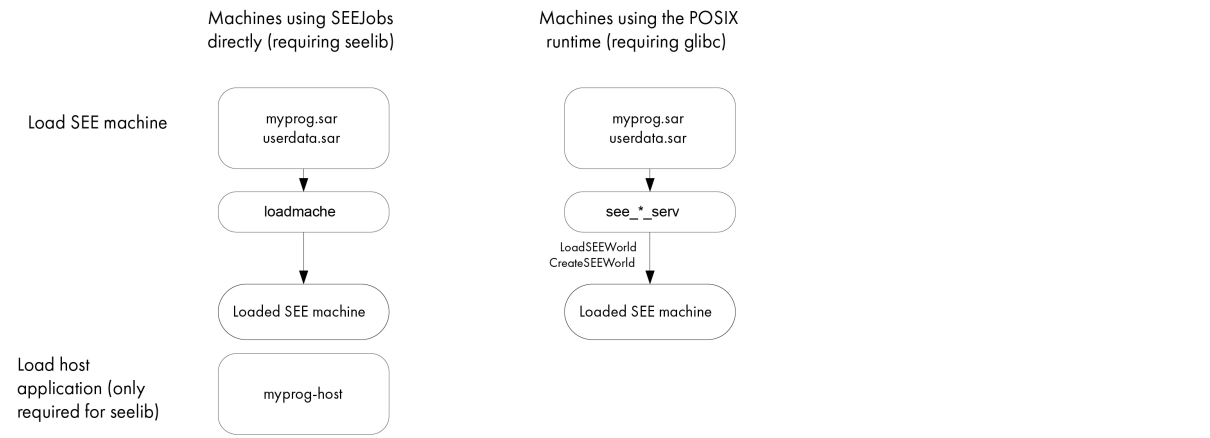 Machines using SEEJobs
directly (requiring seelib)
Machines using the POSIX
runtime (requiring glibc)
Load SEE machine
myprog.sar
userdata.sar
myprog.sar
userdata.sar
loadmache
see_*_serv
LoadSEEWorld
CreateSEEWorld
Loaded SEE machine
Loaded SEE machine
Load host
application (only
required for seelib)
myprog-host